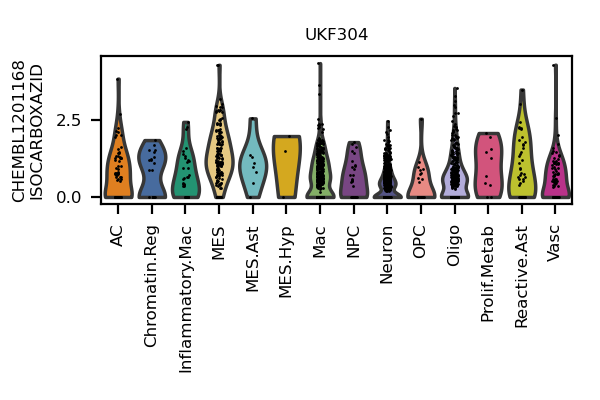 UKF304
CHEMBL1201168
ISOCARBOXAZID
2.5
0.0
AC
Chromatin.Reg
Inflammatory.Mac
MES
MES.Ast
MES.Hyp
Mac
NPC
Neuron
OPC
Oligo
Prolif.Metab
Reactive.Ast
Vasc